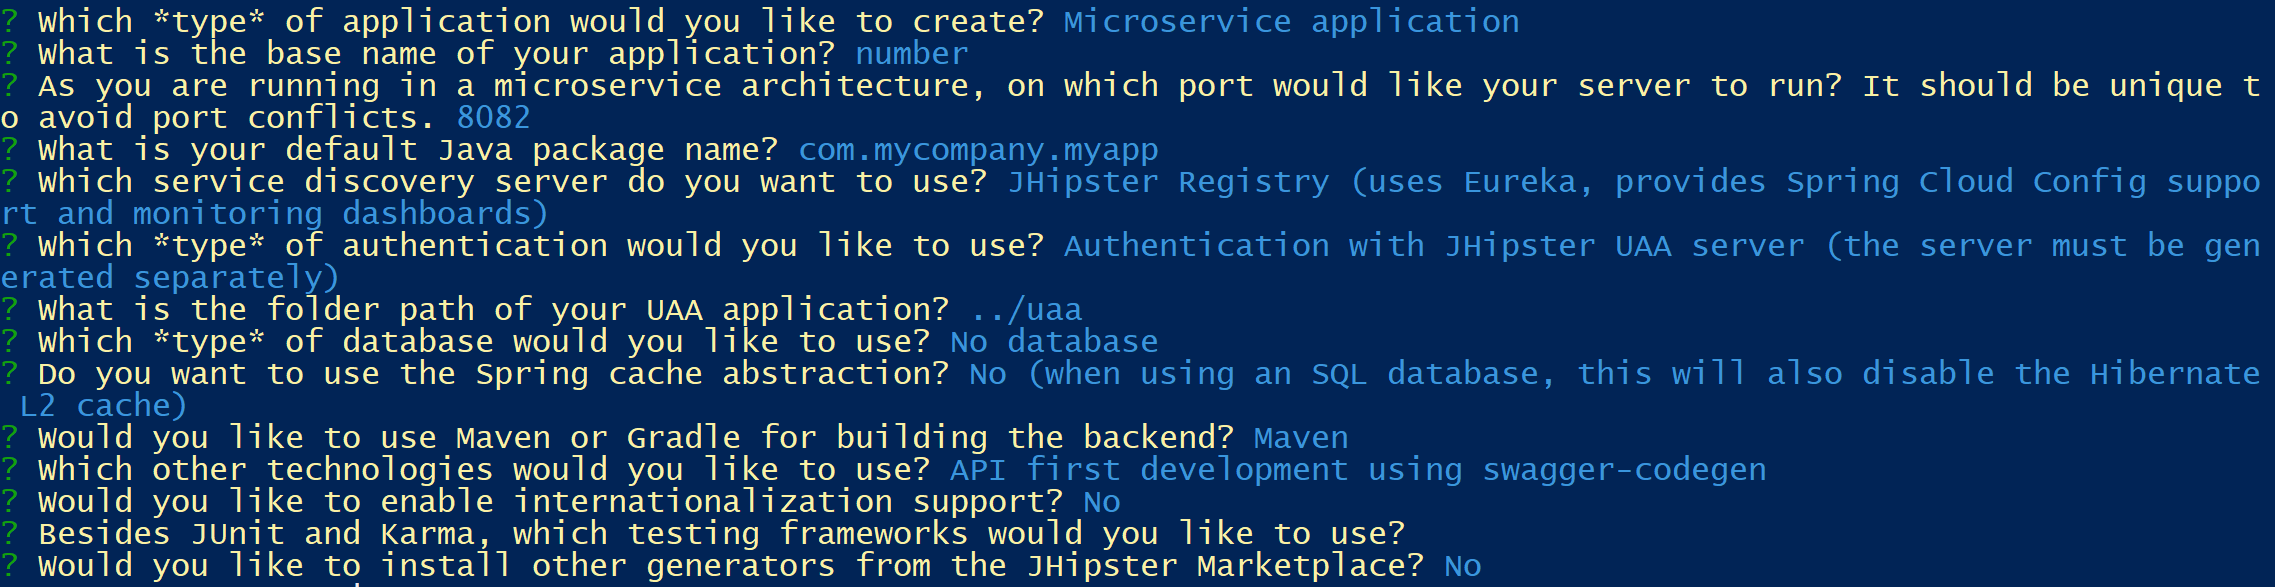 ? Which *type* of application would you like to create? Microservice application
? What is the base name of your application? number
? As you are running in a microservice architecture, on which port would like your server to run? It should be unique t
o avoid port conflicts. 8082
? What is your default Java package name? com.mycompany.myapp
? Which service discovery server do you want to use? JHipster Registry (uses Eureka, provides Spring Cloud Config suppo
rt and monitoring dashboards)
? Which *type* of authentication would you like to use? Authentication with JHipster UAA server (the server must be gen
erated separately)
? What is the folder path of your UAA application? ../uaa
? Which *type* of database would you like to use? No database
? Do you want to use the Spring cache abstraction? No (when using an SQL database, this will also disable the Hibernate
 L2 cache)
? Would you like to use Maven or Gradle for building the backend? Maven
? Which other technologies would you like to use? API first development using swagger-codegen
? Would you like to enable internationalization support? No
? Besides JUnit and Karma, which testing frameworks would you like to use?
? Would you like to install other generators from the JHipster Marketplace? No